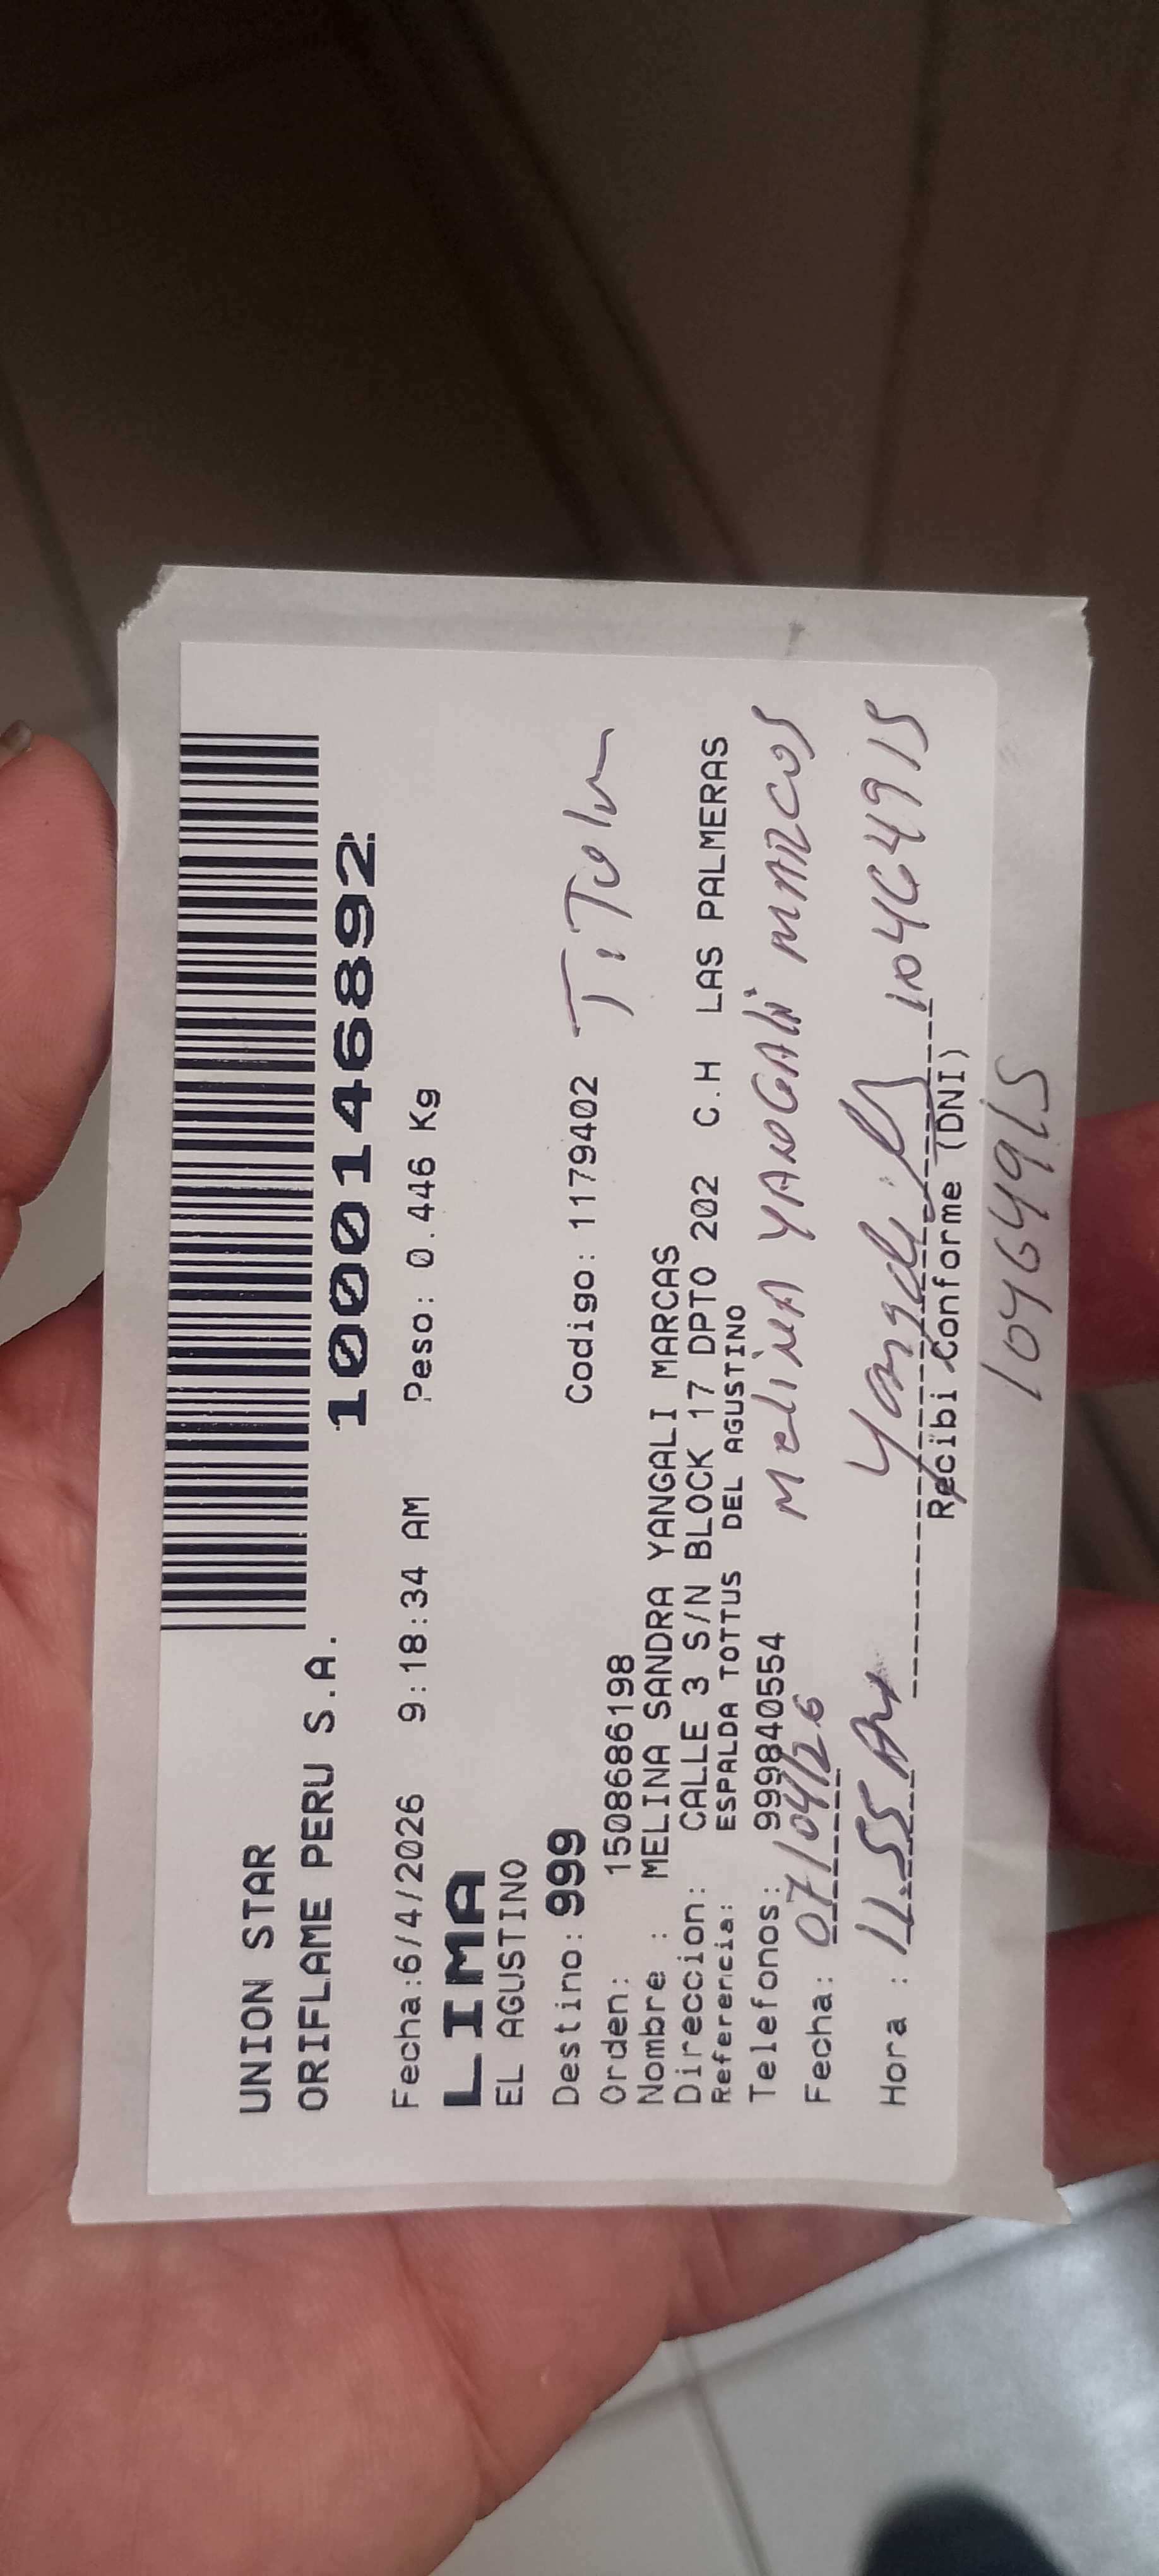 UNION STAR
ORIFLAME PERU S.A.
1000146892
Fecha:6/4/2026 9:18:34 AM Peso: 0.446 Kg
LIMA
EL AGUSTINO
Destino: 999 Codigo: 1179402 TiTular
Orden: 1508686198
Nombre : MELINA SANDRA YANGALI MARCAS
Direccion: CALLE 3 S/N BLOCK 17 DPTO 202 C.H LAS PALMERAS
Referencia: ESPALDA TOTTUS DEL AGUSTINO
Telefonos: 999840554
Melina YANGALi MARCOS
Fecha: 07/04/26
Hora : 11:55 AM 10464915
Recibi Conforme (DNI)
10464915